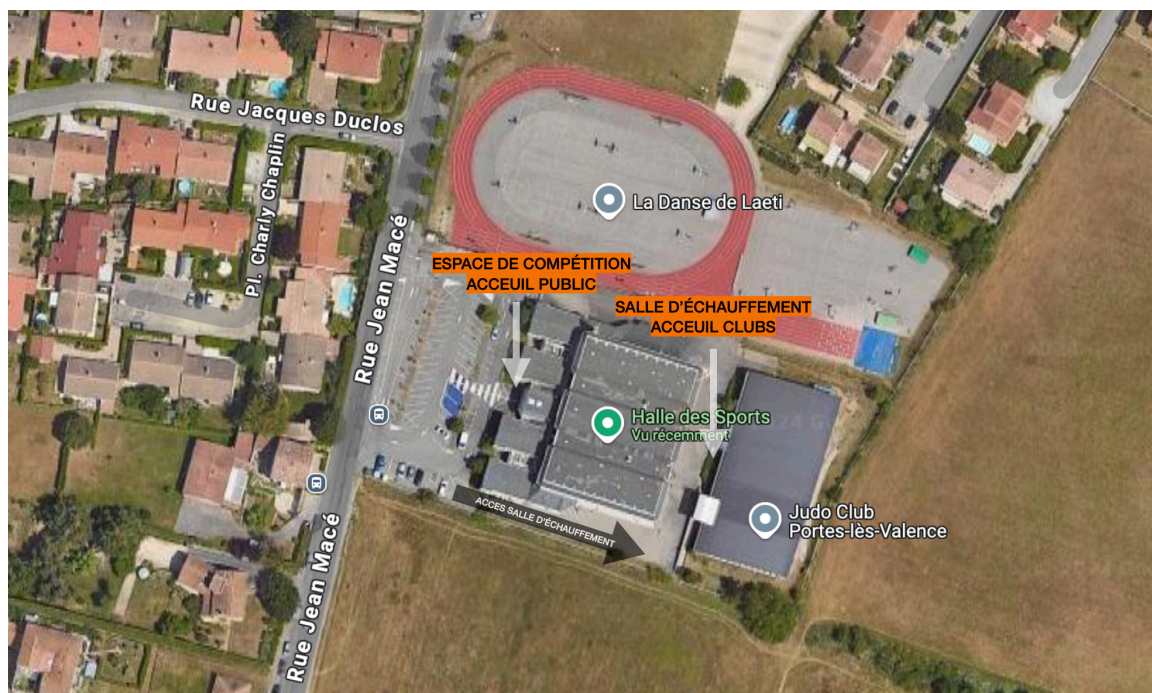 Rue Jacques Duclos
Pl. Charly Chaplin
La Danse de Laeti
Rue Jean Macé
ESPACE DE COMPÉTITION
ACCEUIL PUBLIC
SALLE D'ÉCHAUFFEMENT
ACCEUIL CLUBS
Halle des Sports
Vu récemment
ACCES SALLE D'ÉCHAUFFEMENT
Judo Club
Portes-lès-Valence
Rue Jean Macé